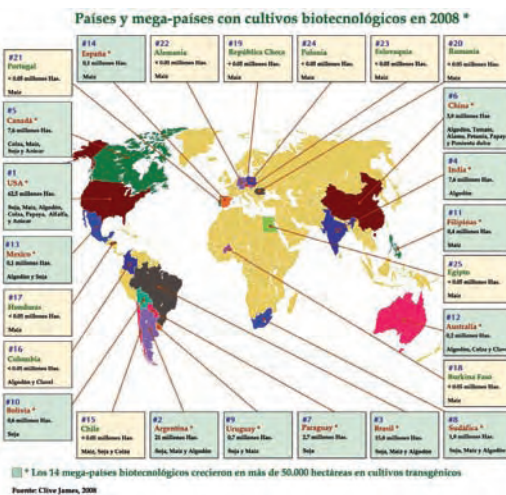 Países y mega-países con cultivos biotecnológicos en 2008 *
#21
Portugal
< 0.05 millones Has.
Maíz
#14
España *
0,1 millones Has.
Maíz
#22
Alemania
< 0.05 millones Has.
Maíz
#19
República Checa
< 0.05 millones Has.
Maíz
#24
Polonia
< 0.05 millones Has.
Maíz
#23
Eslovaquia
< 0.05 millones Has.
Maíz
#20
Rumania
< 0.05 millones Has.
Maíz
#5
Canadá *
7,6 millones Has.
Colza, Maíz,
Soja y Azúcar
#6
China *
3,8 millones Has.
Algodón, Tomate,
Álamo, Petunia, Papaya
y Pimiento dulce
#1
USA *
62,5 millones Has.
Soja, Maíz, Algodón,
Colza, Papaya, Alfalfa,
y Azúcar
#4
India *
7,6 millones Has.
Algodón
#11
Filipinas *
0,4 millones Has.
Maíz
#13
Mexico *
0,1 millones Has.
Algodón y Soja
#25
Egipto
< 0.05 millones Has.
Maíz
#17
Honduras
< 0.05 millones Has.
Maíz
#12
Australia *
0,2 millones Has.
Algodón, Colza y Clavel
#16
Colombia
< 0.05 millones Has.
Algodón y Clavel
#18
Burkina Faso
< 0.05 millones Has.
Maíz
#10
Bolivia *
0,6 millones Has.
Soja
#15
Chile
< 0.05 millones Has.
Maíz, Soja y Colza
#2
Argentina *
21 millones Has.
Soja, Maíz y Algodón
#9
Uruguay *
0,7 millones Has.
Soja y Maíz
#7
Paraguay *
2,7 millones Has.
Soja
#3
Brasil *
15,8 millones Has.
Soja, Maíz y Algodón
#8
Sudáfica *
1,8 millones Has.
Soja, Maíz y Algodón
* Los 14 mega-países biotecnológicos crecieron en más de 50.000 hectáreas en cultivos transgénicos
Fuente: Clive James, 2008